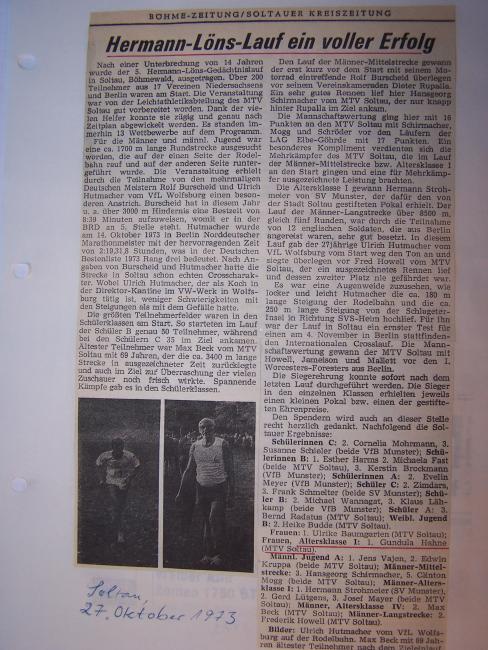 BÖHME-ZEITUNG/SOLTAUER KREISZEITUNG
Hermann-Löns-Lauf ein voller Erfolg
Nach einer Unterbrechung von 14 Jahren
wurde der 5. Hermann-Löns-Gedächtnislauf
in Soltau, Böhmewald, ausgetragen. Über 200
Teilnehmer aus 17 Vereinen Niedersachsens
und Berlins waren am Start. Die Veranstaltung
war von der Leichtathletikabteilung des MTV
Soltau gut vorbereitet worden. Dank der vie-
len Helfer konnte sie zügig und genau nach
Zeitplan abgewickelt werden. Es standen im-
merhin 13 Wettbewerbe auf dem Programm.
Für die Männer und männl. Jugend war
eine ca. 1700 m lange Rundstrecke ausgesucht
worden, die auf der einen Seite der Rodel-
bahn rauf und auf der anderen Seite runter-
geführt wurde. Die Veranstaltung erhielt
durch die Teilnahme von den mehrmaligen
Deutschen Meistern Rolf Burscheid und Ulrich
Hutmacher vom VfL Wolfsburg einen beson-
deren Anstrich. Burscheid hat in diesem Jahr
u. a. über 3000 m Hindernis eine Bestzeit von
8:39 Minuten aufzuweisen, womit er in der
BRD an 5. Stelle steht. Hutmacher wurde
am 14. Oktober 1973 in Berlin Norddeutscher
Marathonmeister mit der hervorragenden Zeit
von 2:19,31,8 Stunden, was in der Deutschen
Bestenliste 1973 Rang drei bedeutet. Nach An-
gaben von Burscheid und Hutmacher hatte die
Strecke in Soltau schon echten Crosscharak-
ter. Wobei Ulrich Hutmacher, der als Koch in
der Direktor-Kantine im VW-Werk in Wolfs-
burg tätig ist, weniger Schwierigkeiten mit
den Steigungen als mit dem Gefälle hatte.
Die größten Teilnehmerfelder waren in den
Schülerklassen am Start. So starteten im Lauf
der Schüler B genau 50 Teilnehmer, während
bei den Schülern C 35 im Ziel ankamen.
Ältester Teilnehmer war Max Beck vom MTV
Soltau mit 69 Jahren, der die ca. 3400 m lange
Strecke in ausgezeichneter Zeit zurücklegte
und auch im Ziel zur Überraschung der vielen
Zuschauer noch frisch wirkte. Spannende
Kämpfe gab es in den Schülerklassen.
Den Lauf der Männer-Mittelstrecke gewann
der erst kurz vor dem Start mit seinem Mo-
torrad eintreffende Rolf Burscheid überlegen
vor seinem Vereinskameraden Dieter Rupalla.
Ein sehr gutes Rennen lief hier Hansgeorg
Schirmacher vom MTV Soltau, der nur knapp
hinter Rupalla im Ziel ankam.
Die Mannschaftswertung ging hier mit 16
Punkten an den MTV Soltau mit Schirmacher,
Mogg und Schröder vor den Läufern der
LAG Elbe-Göhrde mit 17 Punkten. Ein
besonderes Kompliment verdienten sich die
Mehrkämpfer des MTV Soltau, die in Lauf
der Männer-Mittelstrecke bzw. Altersklasse 1
an den Start gingen und eine für Mehrkämp-
fer ausgezeichnete Leistung brachten.
Die Altersklasse I gewann Hermann Stroh-
meier von SV Munster, der dafür den von
der Stadt Soltau gestifteten Pokal erhielt. Der
Lauf der Männer-Langstrecke über 8500 m,
gleich fünf Runden, war durch die Teilnahme
von 12 englischen Soldaten, die aus Berlin
angereist waren, sehr gut besetzt. In diesem
Lauf gab der 27jährige Ulrich Hutmacher vom
VfL Wolfsburg vom Start weg den Ton an und
siegte überlegen vor Fred Howell vom MTV
Soltau, der ein ausgezeichnetes Rennen lief
und dessen zweiter Platz nie gefährdet war.
Es war eine Augenweide zuzusehen, wie
locker und leicht Hutmacher die ca. 180 m
lange Steigung der Rodelbahn und die ca.
250 m lange Steigung von der Schlageter-
Insel in Richtung SVS-Heim hochlief. Für ihn
war der Lauf in Soltau ein ernster Test für
einen am 4. November in Berlin stattfinden-
den Internationalen Crosslauf. Die Mann-
schaftswertung gewann der MTV Soltau mit
Howell, Jameison und Mallett vor den 1.
Worcesters-Foresters aus Berlin.
Die Siegerehrung konnte sofort nach dem
letzten Lauf durchgeführt werden. Die Sieger
in den einzelnen Klassen erhielten jeweils
einen kleinen Pokal bzw. einen der gestifte-
ten Ehrenpreise.
Den Spendern wird auch an dieser Stelle
recht herzlich gedankt. Nachfolgend die Sol-
tauer Ergebnisse:
Schülerinnen C: 2. Cornelia Mohrmann, 3.
Susanne Schieler (beide VfB Munster); Schü-
lerinnen B: 1. Esther Harms 2. Michaela Fast
(beide MTV Soltau), 3. Kerstin Brockmann
(VfB Munster); Schülerinnen A: 2. Evelin
Meyer (VfB Munster); Schüler C: 2. Zimdars,
3. Frank Schmelter (beide SV Munster); Schü-
ler B: 2. Michael Wannagat, 3. Klaus Läh-
kamp (beide VfB Munster); Schüler A: 3.
Bernd Radatus (MTV Soltau); Weibl. Jugend
B: 2. Heike Budde (MTV Soltau).
Frauen: 1. Ulrike Baumgarten (MTV Soltau);
Frauen, Altersklasse I: 1. Gundula Hahne
(MTV Soltau).
Männl. Jugend A: 1. Jens Vajen, 2. Edwin
Kruppa (beide MTV Soltau); Männer-Mittel-
strecke: 3. Hansgeorg Schirmacher, 5. Clinton
Mogg (beide MTV Soltau); Männer-Alters-
klasse I: 1. Hermann Strohmeier (SV Munster),
2. Gerd Lütgens, 3. Josef Mayer (beide MTV
Soltau); Männer, Altersklasse IV: 2. Max
Beck (MTV Soltau); Männer-Langstrecke: 2.
Frederik Howell (MTV Soltau).
Bilder: Ulrich Hutmacher vom VfL Wolfs-
burg auf der Rodelbahn. Max Beck mit 69 Jah-
ren ältester Teilnehmer nach dem Zieleinlauf
Soltau,
27. Oktober 1973